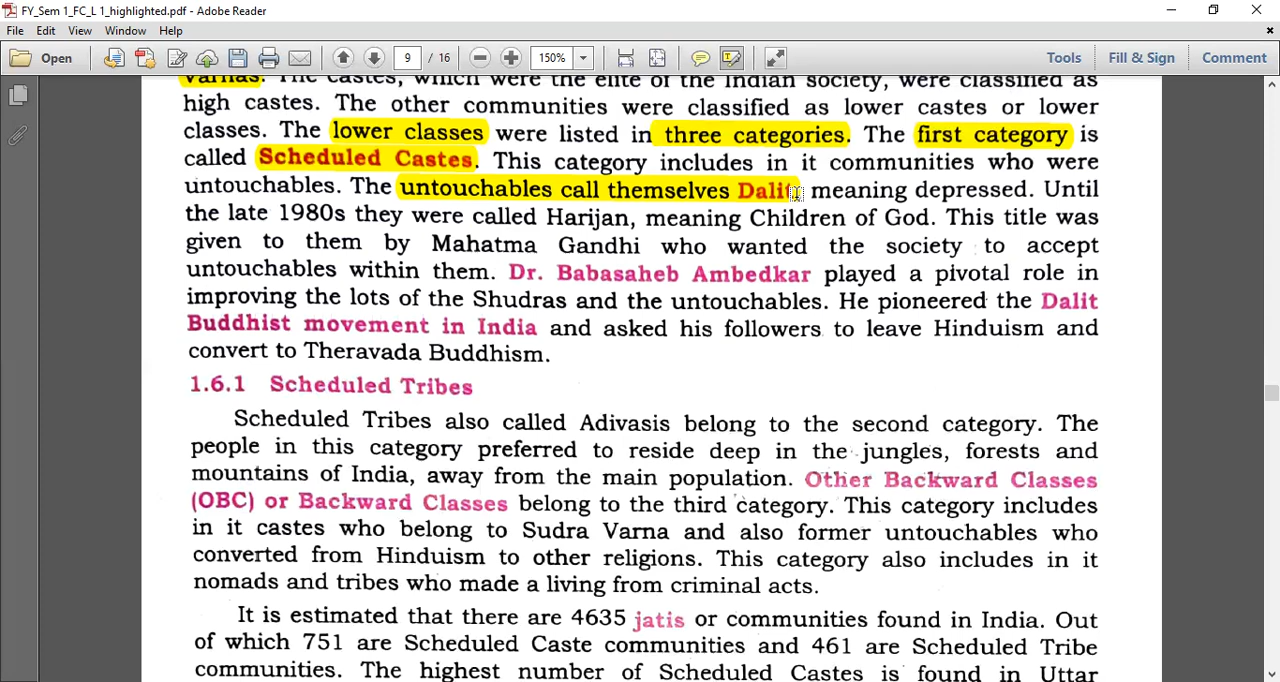 FY_Sem 1_FC_L 1_highlighted.pdf - Adobe Reader
File Edit View Window Help
Open 9 / 16 150% Tools Fill & Sign Comment
Varnas. The castes, which were the elite of the Indian society, were classified as
high castes. The other communities were classified as lower castes or lower
classes. The lower classes were listed in three categories. The first category is
called Scheduled Castes. This category includes in it communities who were
untouchables. The untouchables call themselves Dalit, meaning depressed. Until
the late 1980s they were called Harijan, meaning Children of God. This title was
given to them by Mahatma Gandhi who wanted the society to accept
untouchables within them. Dr. Babasaheb Ambedkar played a pivotal role in
improving the lots of the Shudras and the untouchables. He pioneered the Dalit
Buddhist movement in India and asked his followers to leave Hinduism and
convert to Theravada Buddhism.
1.6.1 Scheduled Tribes
Scheduled Tribes also called Adivasis belong to the second category. The
people in this category preferred to reside deep in the jungles, forests and
mountains of India, away from the main population. Other Backward Classes
(OBC) or Backward Classes belong to the third category. This category includes
in it castes who belong to Sudra Varna and also former untouchables who
converted from Hinduism to other religions. This category also includes in it
nomads and tribes who made a living from criminal acts.
It is estimated that there are 4635 jatis or communities found in India. Out
of which 751 are Scheduled Caste communities and 461 are Scheduled Tribe
communities. The highest number of Scheduled Castes is found in Uttar